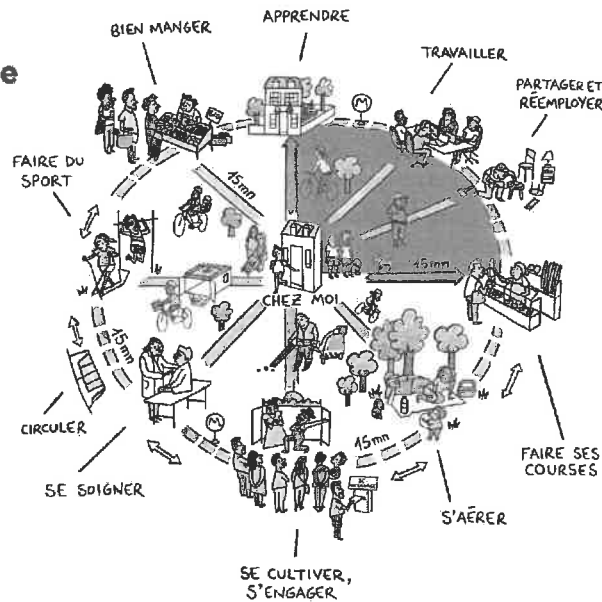 e
APPRENDRE
BIEN MANGER
TRAVAILLER
PARTAGER ET
RÉEMPLOYER
M
FAIRE DU
SPORT
15mn
15mn
CHEZ MOI
15mn
CIRCULER
M
15mn
SE SOIGNER
FAIRE SES
COURSES
S'AÉRER
SE CULTIVER,
S'ENGAGER